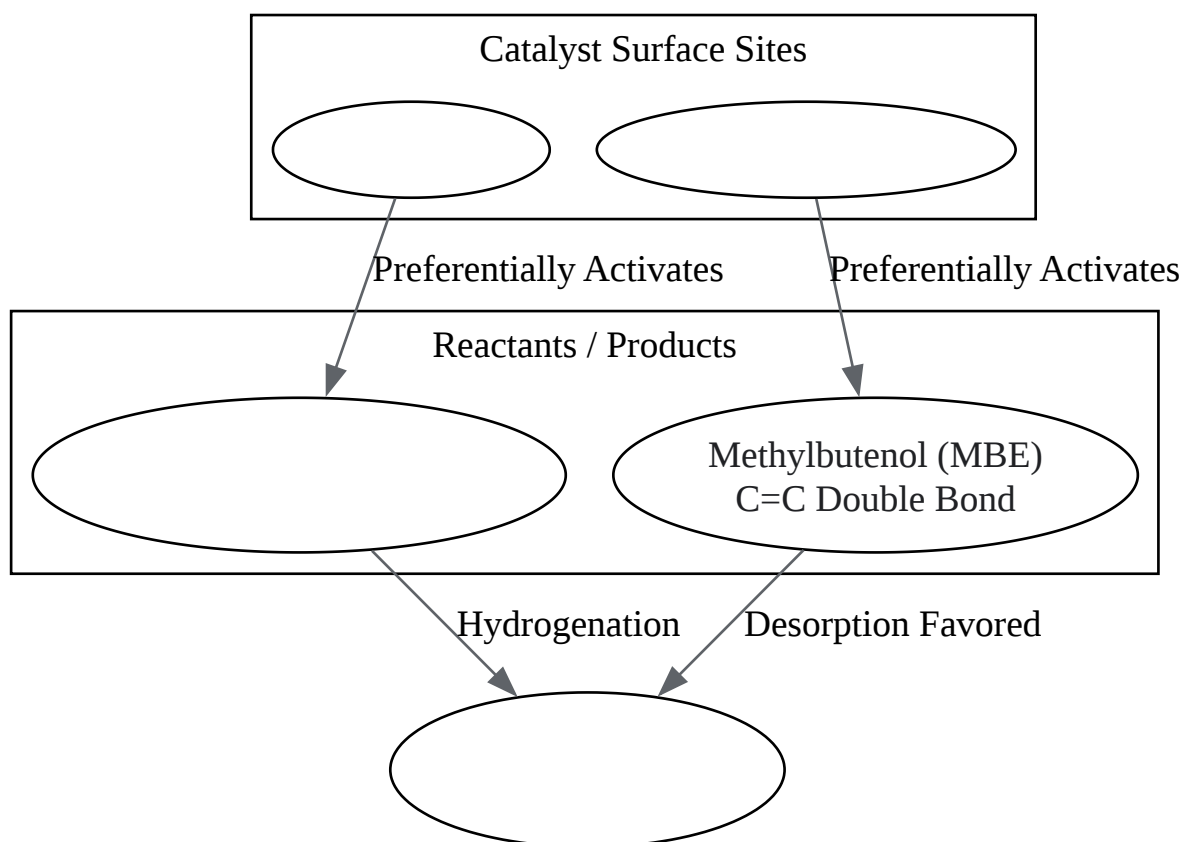 Catalyst Surface Sites
Preferentially Activates
Preferentially Activates
Reactants / Products
Methylbutenol (MBE)
C=C Double Bond
Hydrogenation
Desorption Favored